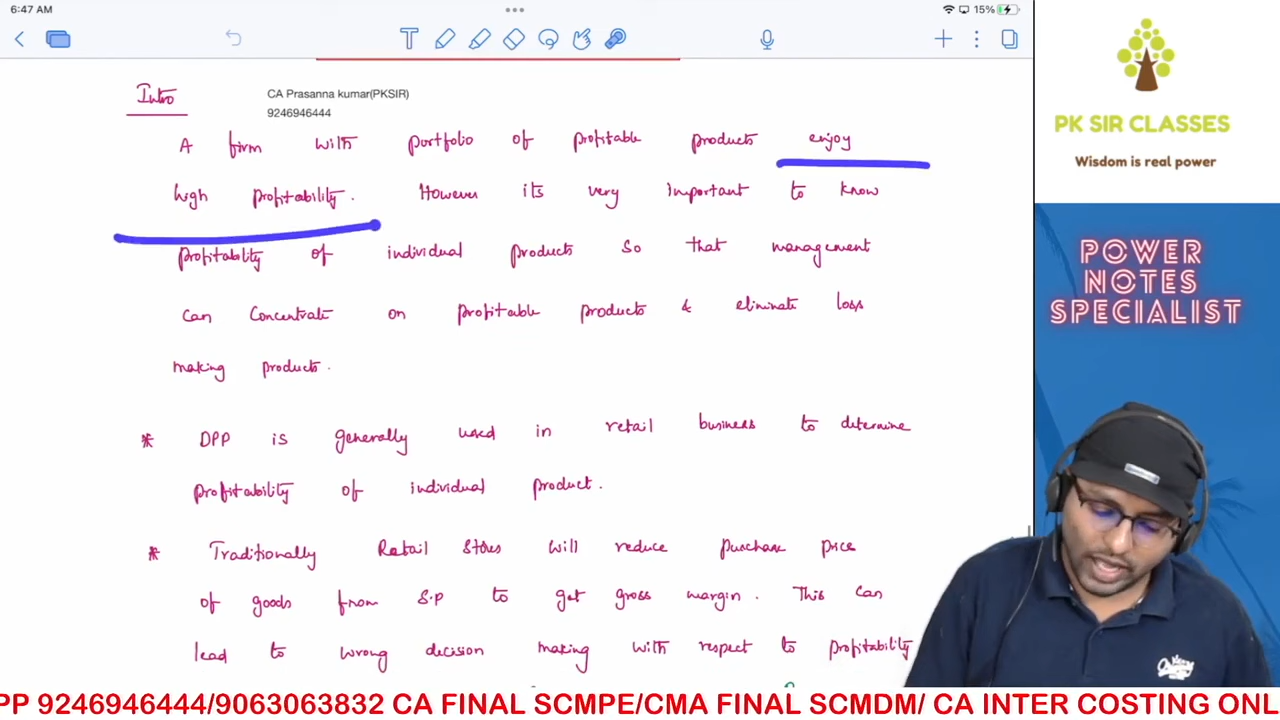 6:47 AM
15%
Intro
CA Prasanna kumar(PKSIR)
9246946444
A firm with portfolio of profitable products enjoy
high profitability. However its very important to know
profitability of individual products so that management
can concentrate on profitable products & eliminate loss
making products.
* DPP is generally used in retail business to determine
profitability of individual product.
* Traditionally Retail Stores will reduce purchase price
of goods from S.P to get gross margin. This can
lead to wrong decision making with respect to profitability
PK SIR CLASSES
Wisdom is real power
POWER
NOTES
SPECIALIST
PP 9246946444/9063063832 CA FINAL SCMPE/CMA FINAL SCMDM/ CA INTER COSTING ONL